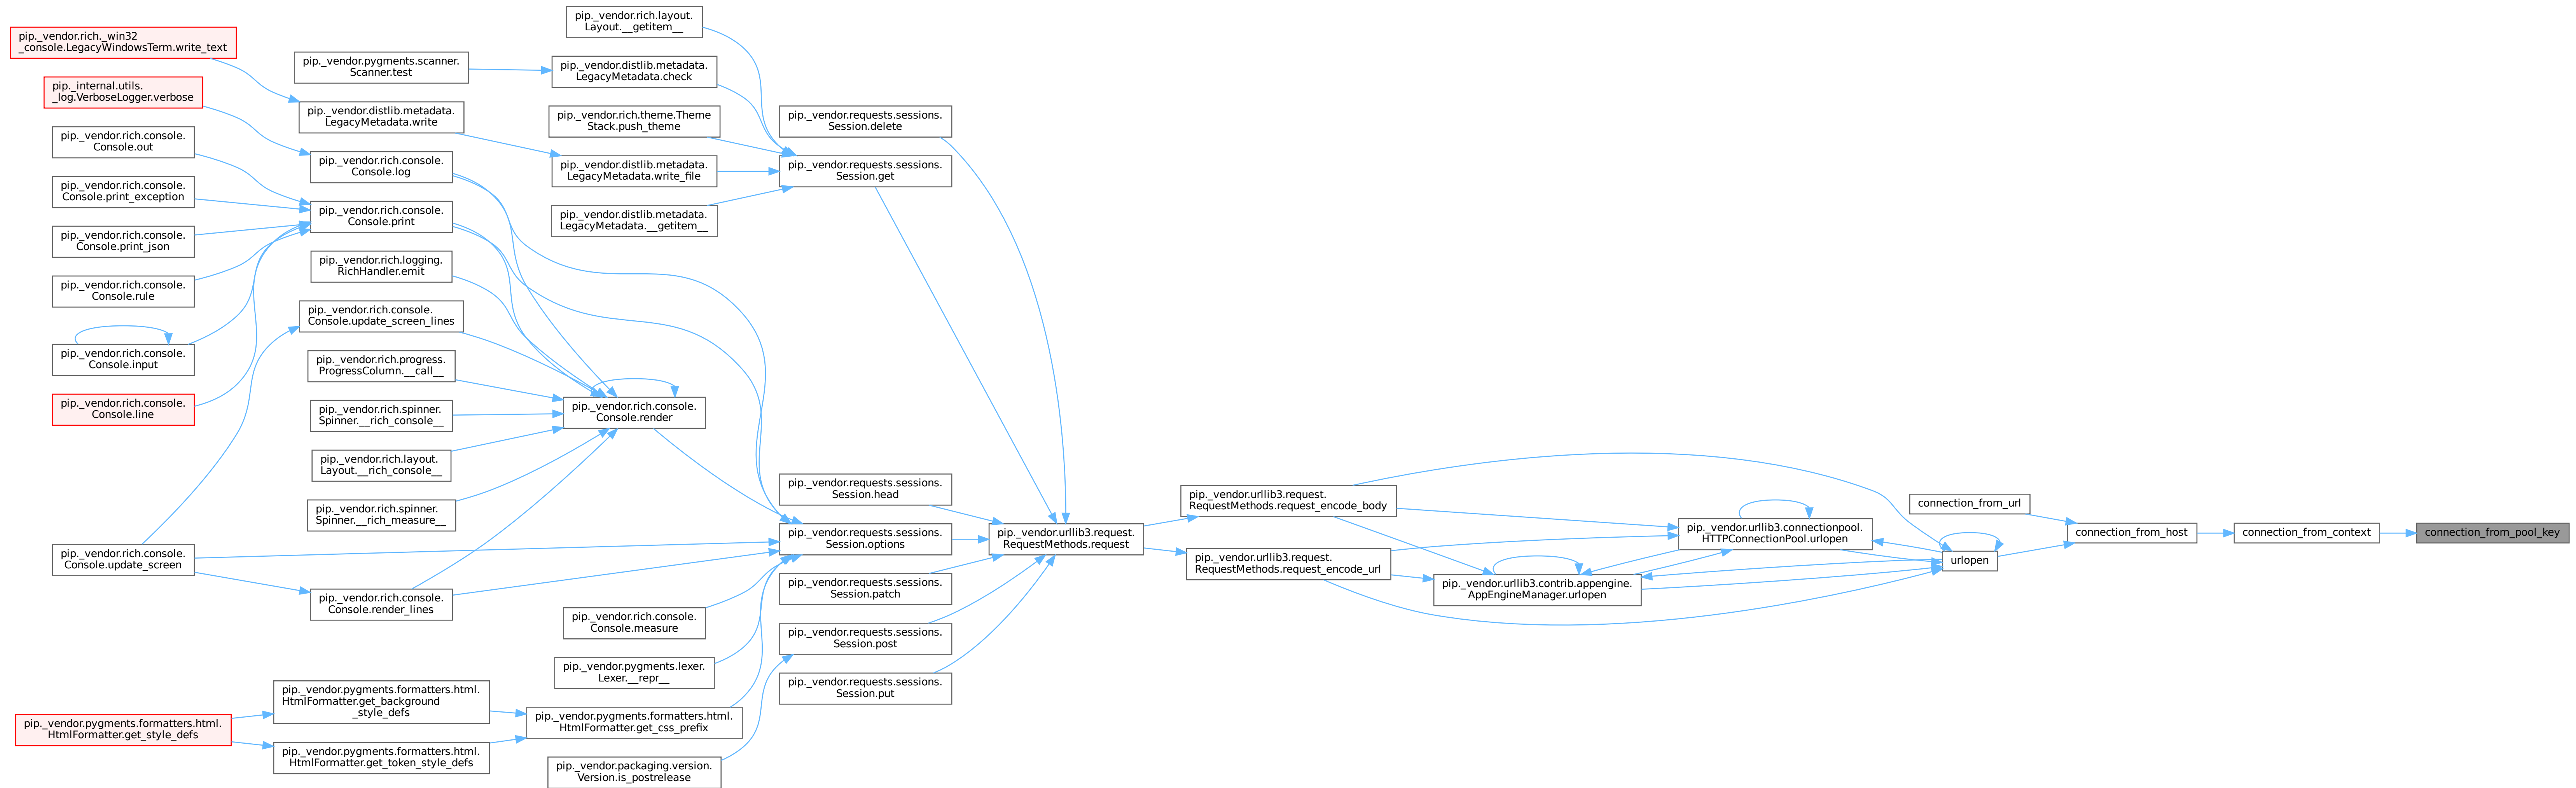 pip._vendor.rich._win32
_console.LegacyWindowsTerm.write_text
pip._internal.utils.
_log.VerboseLogger.verbose
pip._vendor.rich.console.
Console.out
pip._vendor.rich.console.
Console.print_exception
pip._vendor.rich.console.
Console.print_json
pip._vendor.rich.console.
Console.rule
pip._vendor.rich.console.
Console.input
pip._vendor.rich.console.
Console.line
pip._vendor.rich.console.
Console.update_screen
pip._vendor.pygments.formatters.html.
HtmlFormatter.get_style_defs
pip._vendor.pygments.scanner.
Scanner.test
pip._vendor.distlib.metadata.
LegacyMetadata.write
pip._vendor.rich.console.
Console.log
pip._vendor.rich.console.
Console.print
pip._vendor.rich.logging.
RichHandler.emit
pip._vendor.rich.console.
Console.update_screen_lines
pip._vendor.rich.progress.
ProgressColumn.__call__
pip._vendor.rich.spinner.
Spinner.__rich_console__
pip._vendor.rich.layout.
Layout.__rich_console__
pip._vendor.rich.spinner.
Spinner.__rich_measure__
pip._vendor.rich.console.
Console.render_lines
pip._vendor.pygments.formatters.html.
HtmlFormatter.get_background
_style_defs
pip._vendor.pygments.formatters.html.
HtmlFormatter.get_token_style_defs
pip._vendor.rich.layout.
Layout.__getitem__
pip._vendor.distlib.metadata.
LegacyMetadata.check
pip._vendor.rich.theme.Theme
Stack.push_theme
pip._vendor.distlib.metadata.
LegacyMetadata.write_file
pip._vendor.distlib.metadata.
LegacyMetadata.__getitem__
pip._vendor.rich.console.
Console.render
pip._vendor.rich.console.
Console.measure
pip._vendor.pygments.lexer.
Lexer.__repr__
pip._vendor.pygments.formatters.html.
HtmlFormatter.get_css_prefix
pip._vendor.packaging.version.
Version.is_postrelease
pip._vendor.requests.sessions.
Session.delete
pip._vendor.requests.sessions.
Session.get
pip._vendor.requests.sessions.
Session.head
pip._vendor.requests.sessions.
Session.options
pip._vendor.requests.sessions.
Session.patch
pip._vendor.requests.sessions.
Session.post
pip._vendor.requests.sessions.
Session.put
pip._vendor.urllib3.request.
RequestMethods.request
pip._vendor.urllib3.request.
RequestMethods.request_encode_body
pip._vendor.urllib3.request.
RequestMethods.request_encode_url
pip._vendor.urllib3.connectionpool.
HTTPConnectionPool.urlopen
pip._vendor.urllib3.contrib.appengine.
AppEngineManager.urlopen
connection_from_url
urlopen
connection_from_host
connection_from_context
connection_from_pool_key